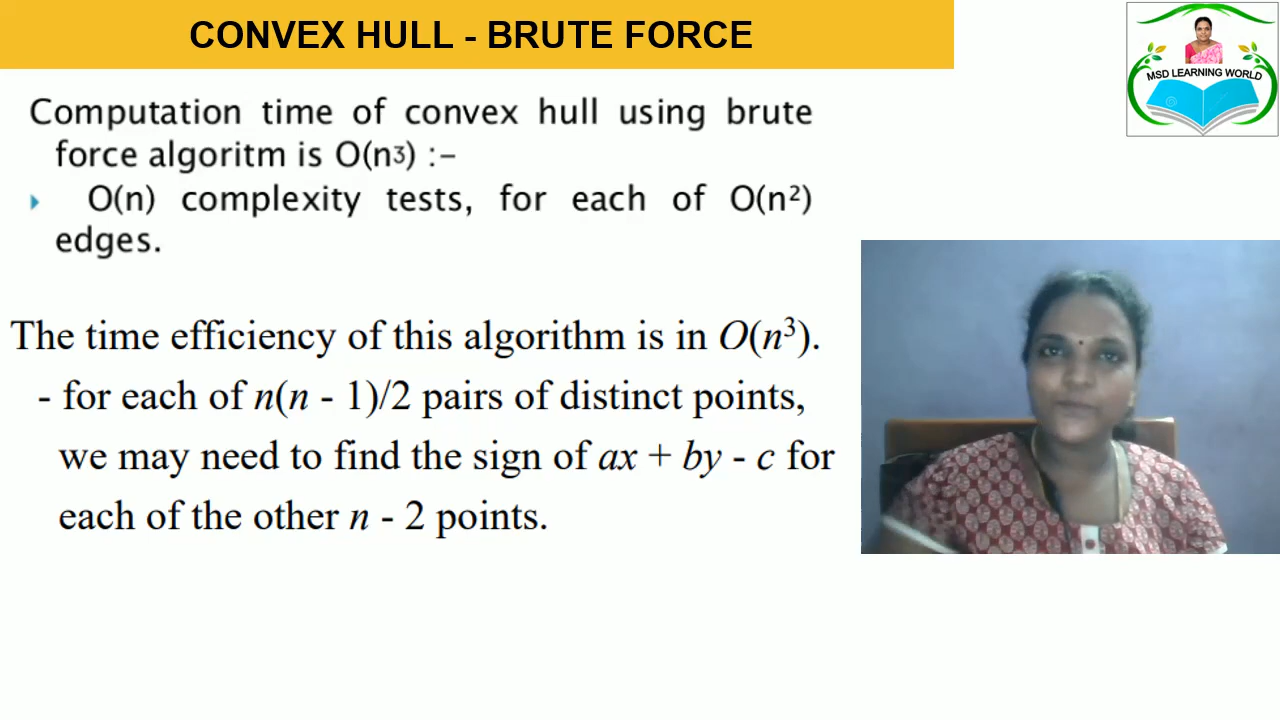 CONVEX HULL - BRUTE FORCE
MSD LEARNING WORLD
Computation time of convex hull using brute
force algoritm is O(n³) :–
O(n) complexity tests, for each of O(n²)
edges.
The time efficiency of this algorithm is in O(n³).
- for each of n(n - 1)/2 pairs of distinct points,
we may need to find the sign of ax + by - c for
each of the other n - 2 points.